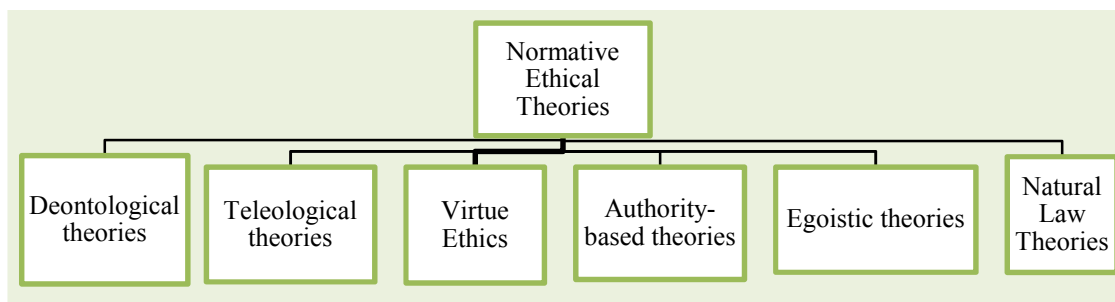 Normative
Ethical
Theories
Deontological
theories
Teleological
theories
Virtue
Ethics
Authority-
based theories
Egoistic theories
Natural
Law
Theories